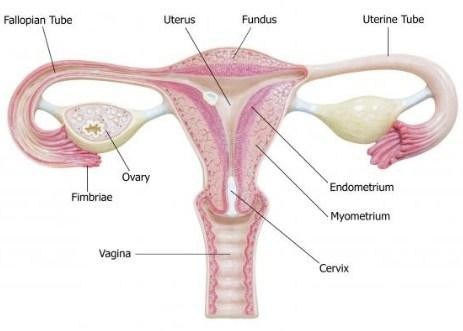 Fallopian Tube
Uterus
Fundus
Uterine Tube
Ovary
Fimbriae
Endometrium
Myometrium
Vagina
Cervix